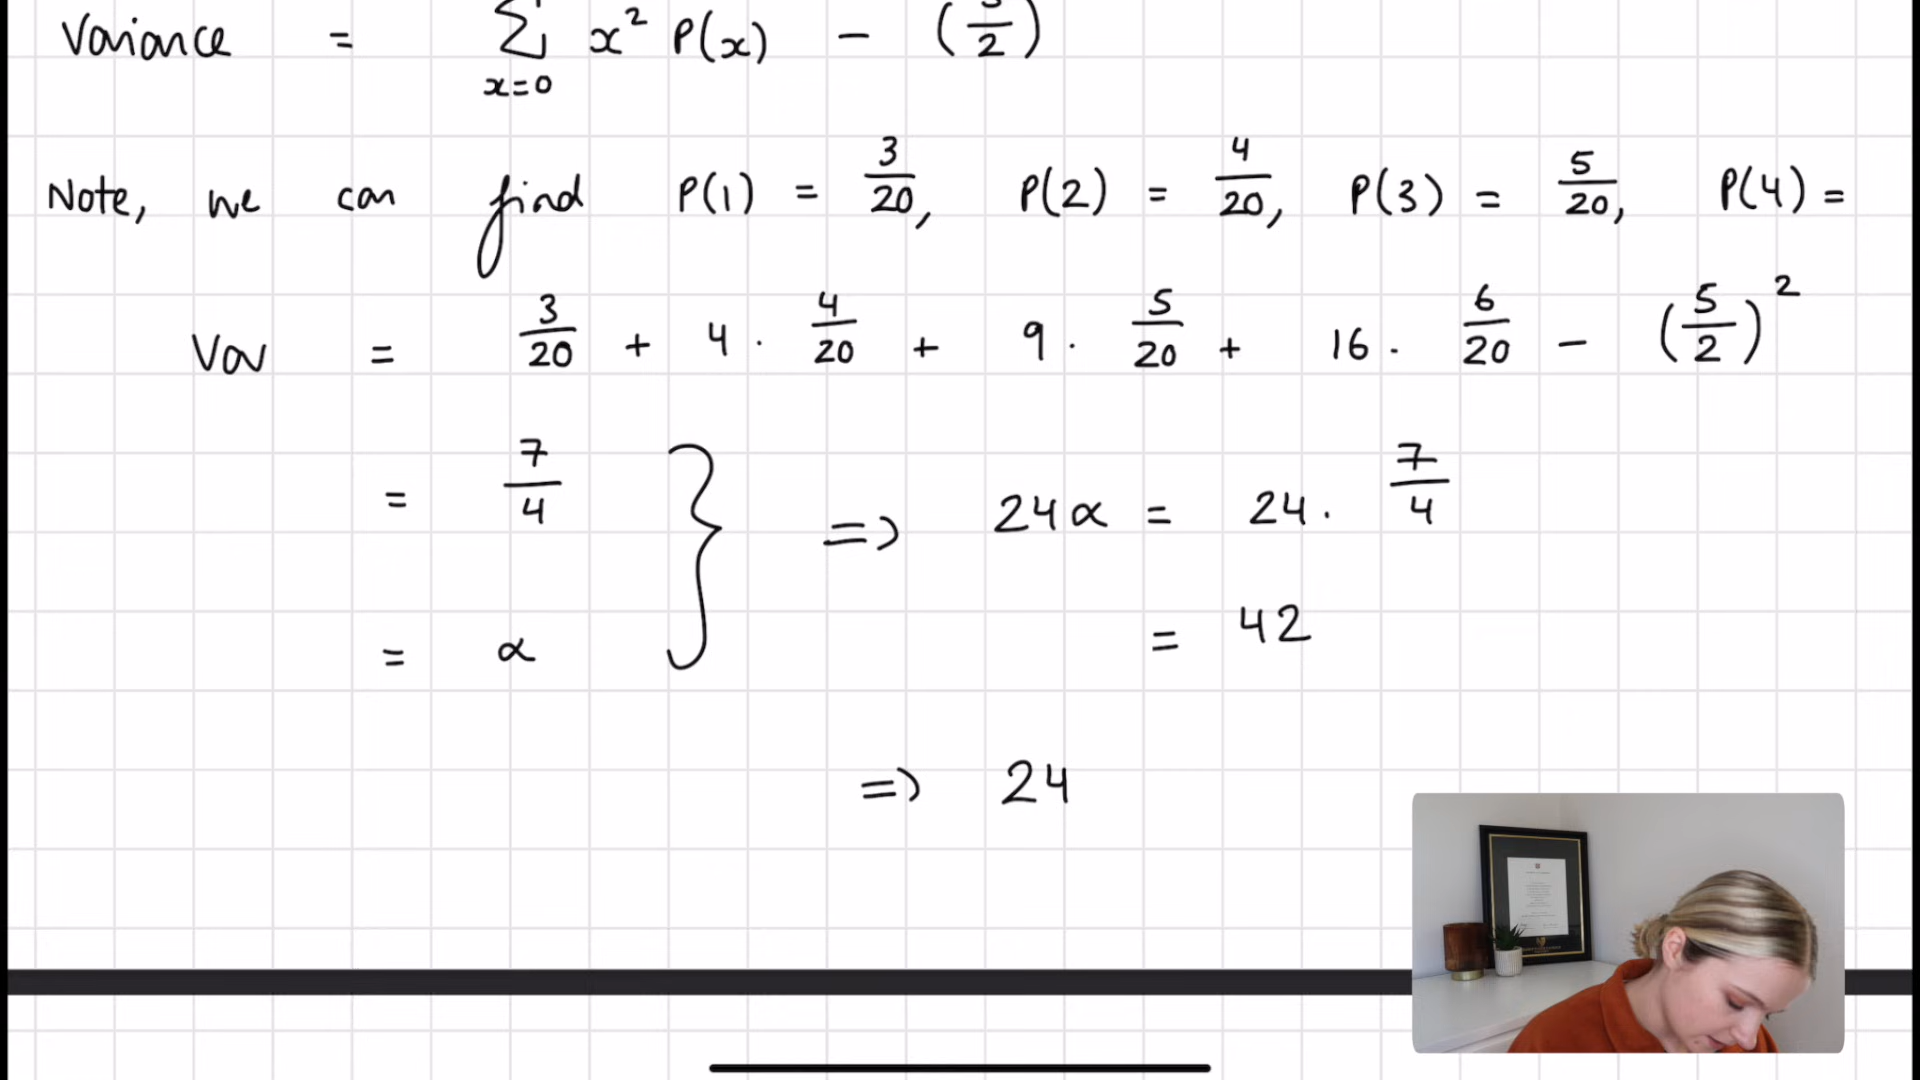 Variance = ∑ x² P(x) - ( /2)
x=0
Note, we can find P(1) = 3/20, P(2) = 4/20, P(3) = 5/20, P(4) =
Var = 3/20 + 4 · 4/20 + 9 · 5/20 + 16 · 6/20 - (5/2)²
= 7/4 } => 24α = 24 · 7/4
= α = 42
=> 24